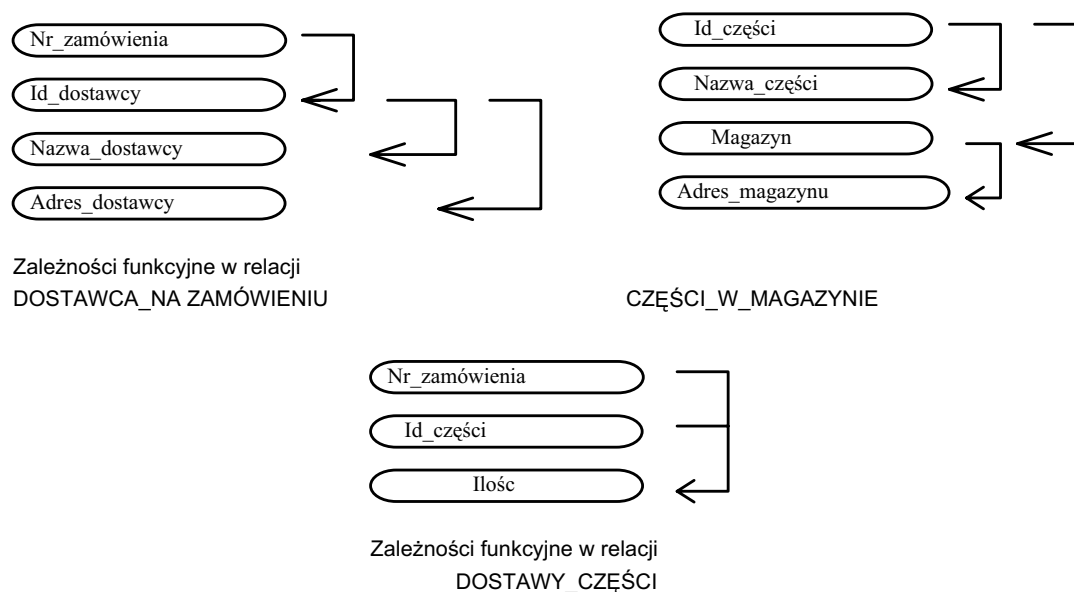 Nr_zamówienia
Id_dostawcy
Nazwa_dostawcy
Adres_dostawcy
Zależności funkcyjne w relacji
DOSTAWCA_NA ZAMÓWIENIU
Id_części
Nazwa_części
Magazyn
Adres_magazynu
CZĘŚCI_W_MAGAZYNIE
Nr_zamówienia
Id_części
Ilośc
Zależności funkcyjne w relacji
DOSTAWY_CZĘŚCI